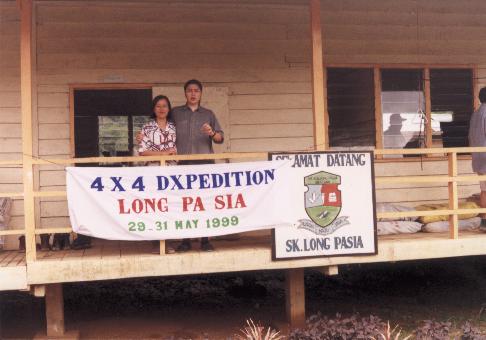 4 X 4 DXPEDITION
LONG PA SIA
29-31 MAY 1999
SELAMAT DATANG
SK. LONG PASIA